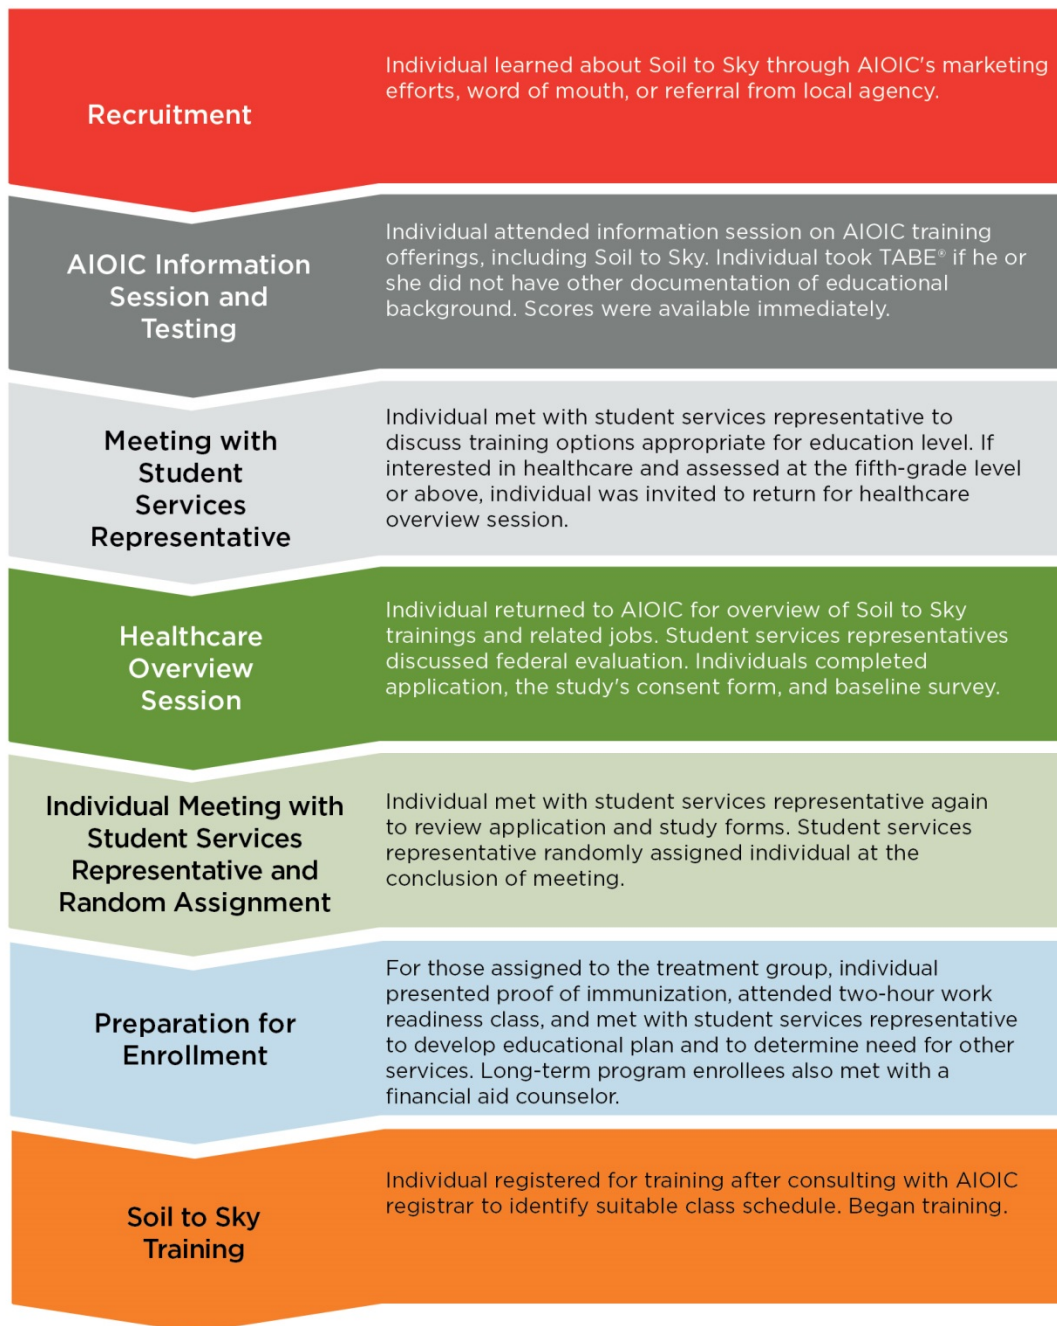 Recruitment
Individual learned about Soil to Sky through AIOIC's marketing
efforts, word of mouth, or referral from local agency.
AIOIC Information
Session and
Testing
Individual attended information session on AIOIC training
offerings, including Soil to Sky. Individual took TABE® if he or
she did not have other documentation of educational
background. Scores were available immediately.
Meeting with
Student
Services
Representative
Individual met with student services representative to
discuss training options appropriate for education level. If
interested in healthcare and assessed at the fifth-grade level
or above, individual was invited to return for healthcare
overview session.
Healthcare
Overview
Session
Individual returned to AIOIC for overview of Soil to Sky
trainings and related jobs. Student services representatives
discussed federal evaluation. Individuals completed
application, the study's consent form, and baseline survey.
Individual Meeting with
Student Services
Representative and
Random Assignment
Individual met with student services representative again
to review application and study forms. Student services
representative randomly assigned individual at the
conclusion of meeting.
Preparation for
Enrollment
For those assigned to the treatment group, individual
presented proof of immunization, attended two-hour work
readiness class, and met with student services representative
to develop educational plan and to determine need for other
services. Long-term program enrollees also met with a
financial aid counselor.
Soil to Sky
Training
Individual registered for training after consulting with AIOIC
registrar to identify suitable class schedule. Began training.